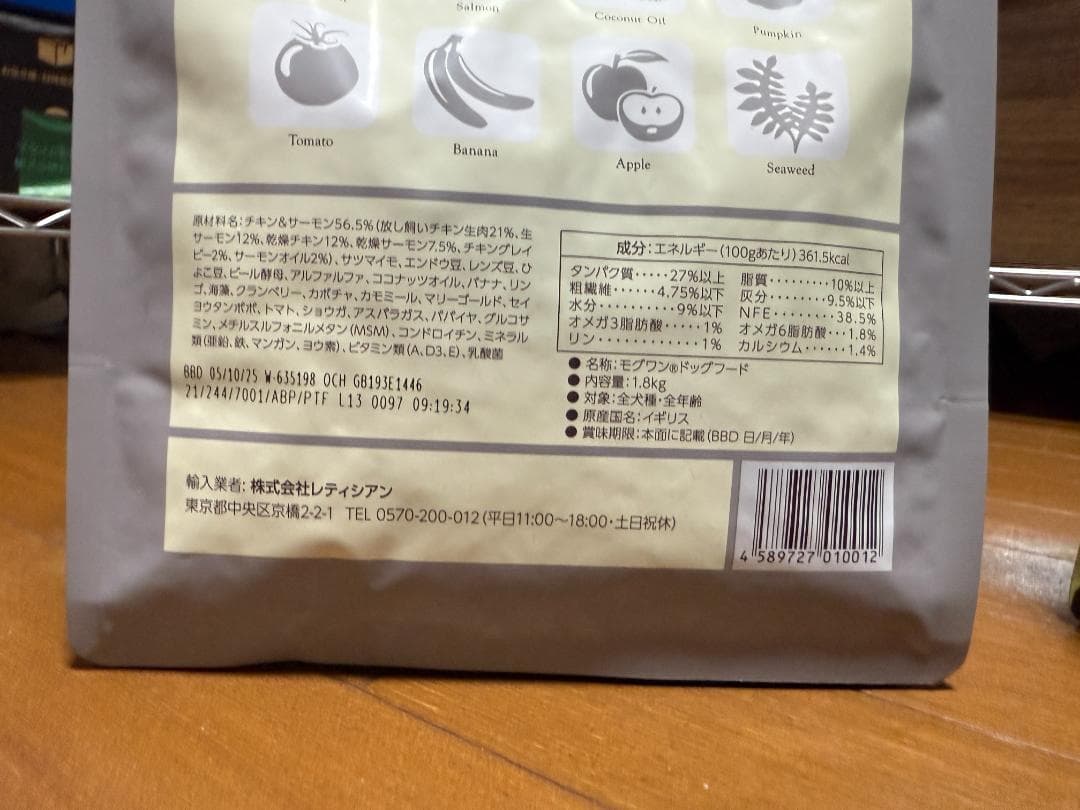 Salmon
Coconut Oil
Pumpkin
Tomato
Banana
Apple
Seaweed
原材料名:チキン&サーモン56.5%(放し飼いチキン生肉21%、生
サーモン12%、乾燥チキン12%、乾燥サーモン7.5%、チキングレイ
ビー2%、サーモンオイル2%)、サツマイモ、エンドウ豆、レンズ豆、ひ
よこ豆、ビール酵母、アルファルファ、ココナッツオイル、バナナ、リン
ゴ、海藻、クランベリー、カボチャ、カモミール、マリーゴールド、セイ
ヨウタンポポ、トマト、ショウガ、アスパラガス、パパイヤ、グルコサ
ミン、メチルスルフォニルメタン(MSM)、コンドロイチン、ミネラル
類(亜鉛、鉄、マンガン、ヨウ素)、ビタミン類(A、D3、E)、乳酸菌
BBD 05/10/25 W-635198 OCH GB193E1446
21/244/7001/ABP/PTF L13 0097 09:19:34
成分:エネルギー(100gあたり)361.5kcal
タンパク質・・・・・27%以上 脂質・・・・・・・・・10%以上
粗繊維・・・・・・4.75%以下 灰分・・・・・・・・9.5%以下
水分・・・・・・・・・・・9%以下 NFE・・・・・・・・・38.5%
オメガ3脂肪酸・・・・・・1% オメガ6脂肪酸・・・1.8%
リン・・・・・・・・・・・・・1% カルシウム・・・・・・1.4%
● 名称:モグワン®ドッグフード
● 内容量:1.8kg
● 対象:全犬種・全年齢
● 原産国名:イギリス
● 賞味期限:本面に記載(BBD 日/月/年)
輸入業者:株式会社レティシアン
東京都中央区京橋2-2-1 TEL 0570-200-012(平日11:00〜18:00・土日祝休)
4 589727 010012